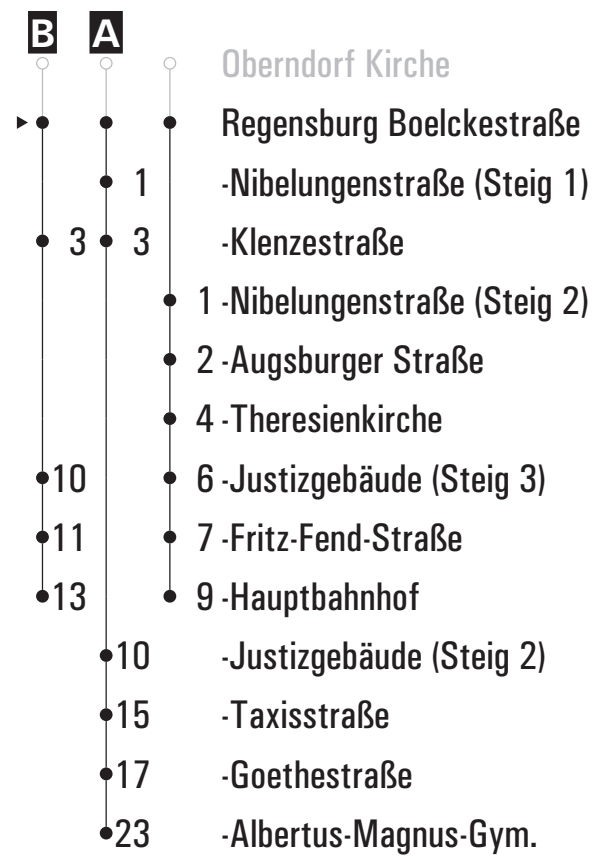 B A
Oberndorf Kirche
Regensburg Boelckestraße
1 -Nibelungenstraße (Steig 1)
3 3 -Klenzestraße
1 -Nibelungenstraße (Steig 2)
2 -Augsburger Straße
4 -Theresienkirche
10 6 -Justizgebäude (Steig 3)
11 7 -Fritz-Fend-Straße
13 9 -Hauptbahnhof
10 -Justizgebäude (Steig 2)
15 -Taxisstraße
17 -Goethestraße
23 -Albertus-Magnus-Gym.